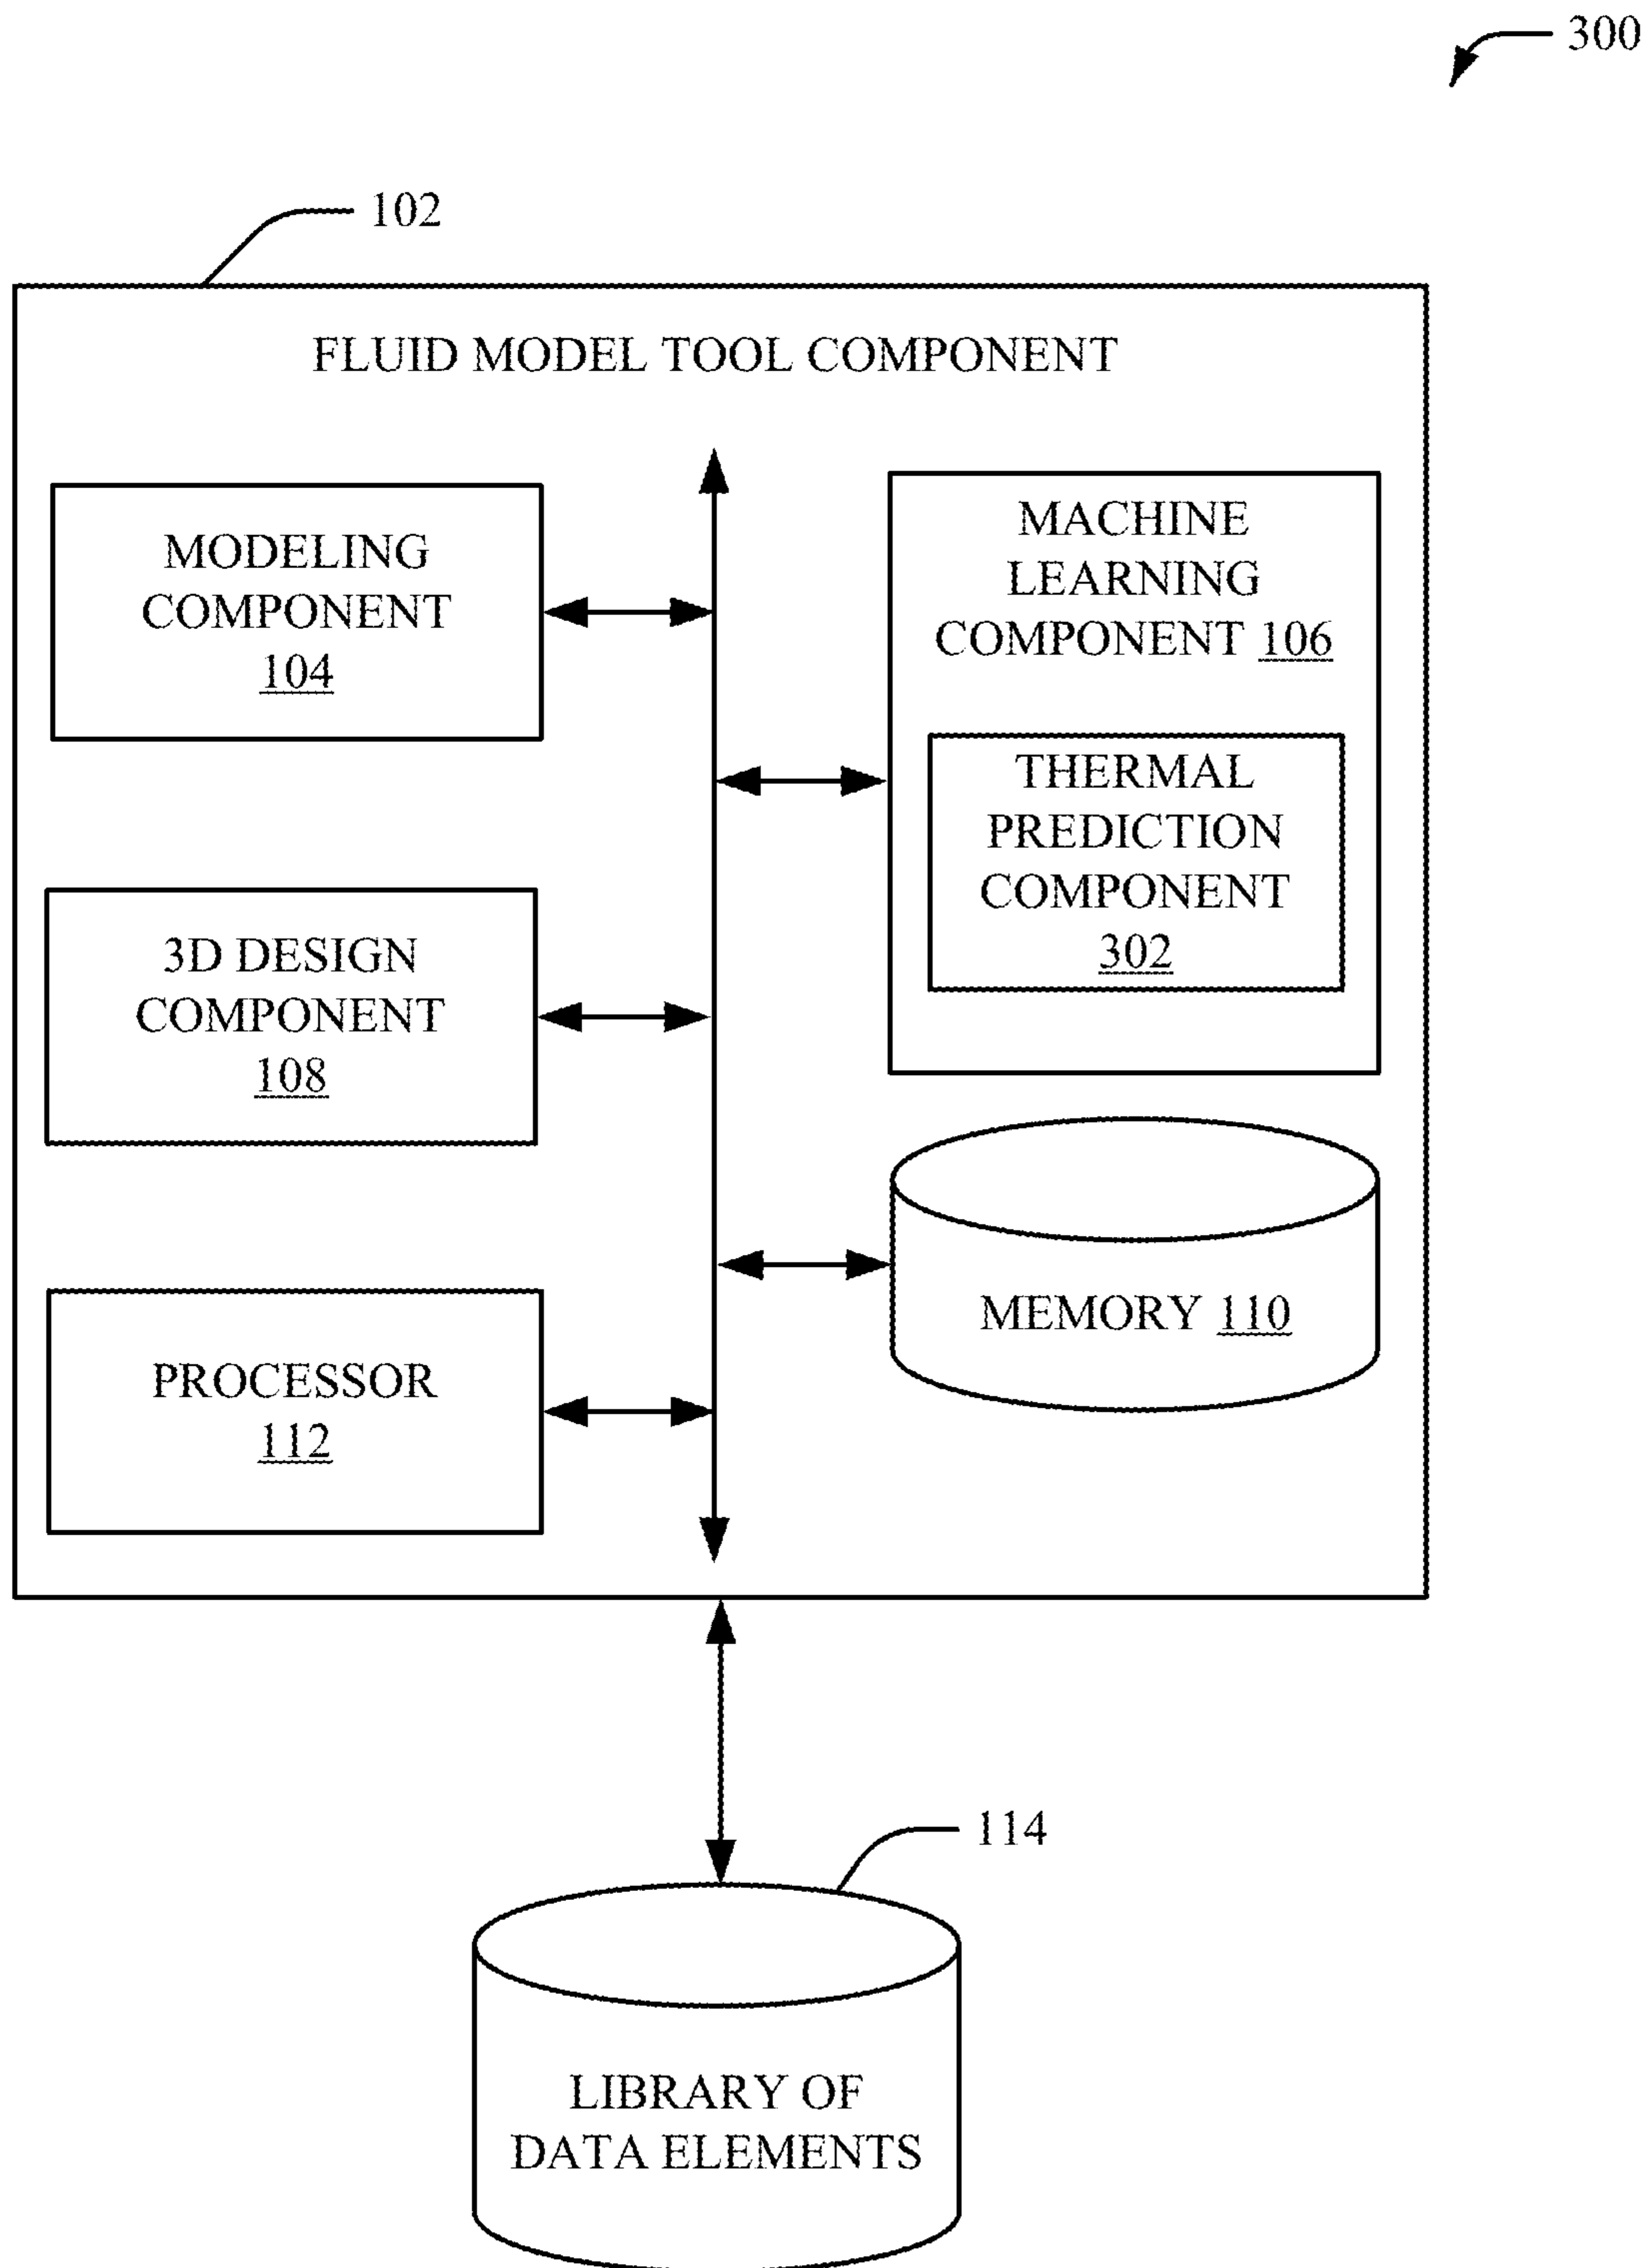 300
102
FLUID MODEL TOOL COMPONENT
MODELING
COMPONENT
104
MACHINE
LEARNING
COMPONENT 106
THERMAL
PREDICTION
COMPONENT
302
3D DESIGN
COMPONENT
108
MEMORY 110
PROCESSOR
112
114
LIBRARY OF
DATA ELEMENTS